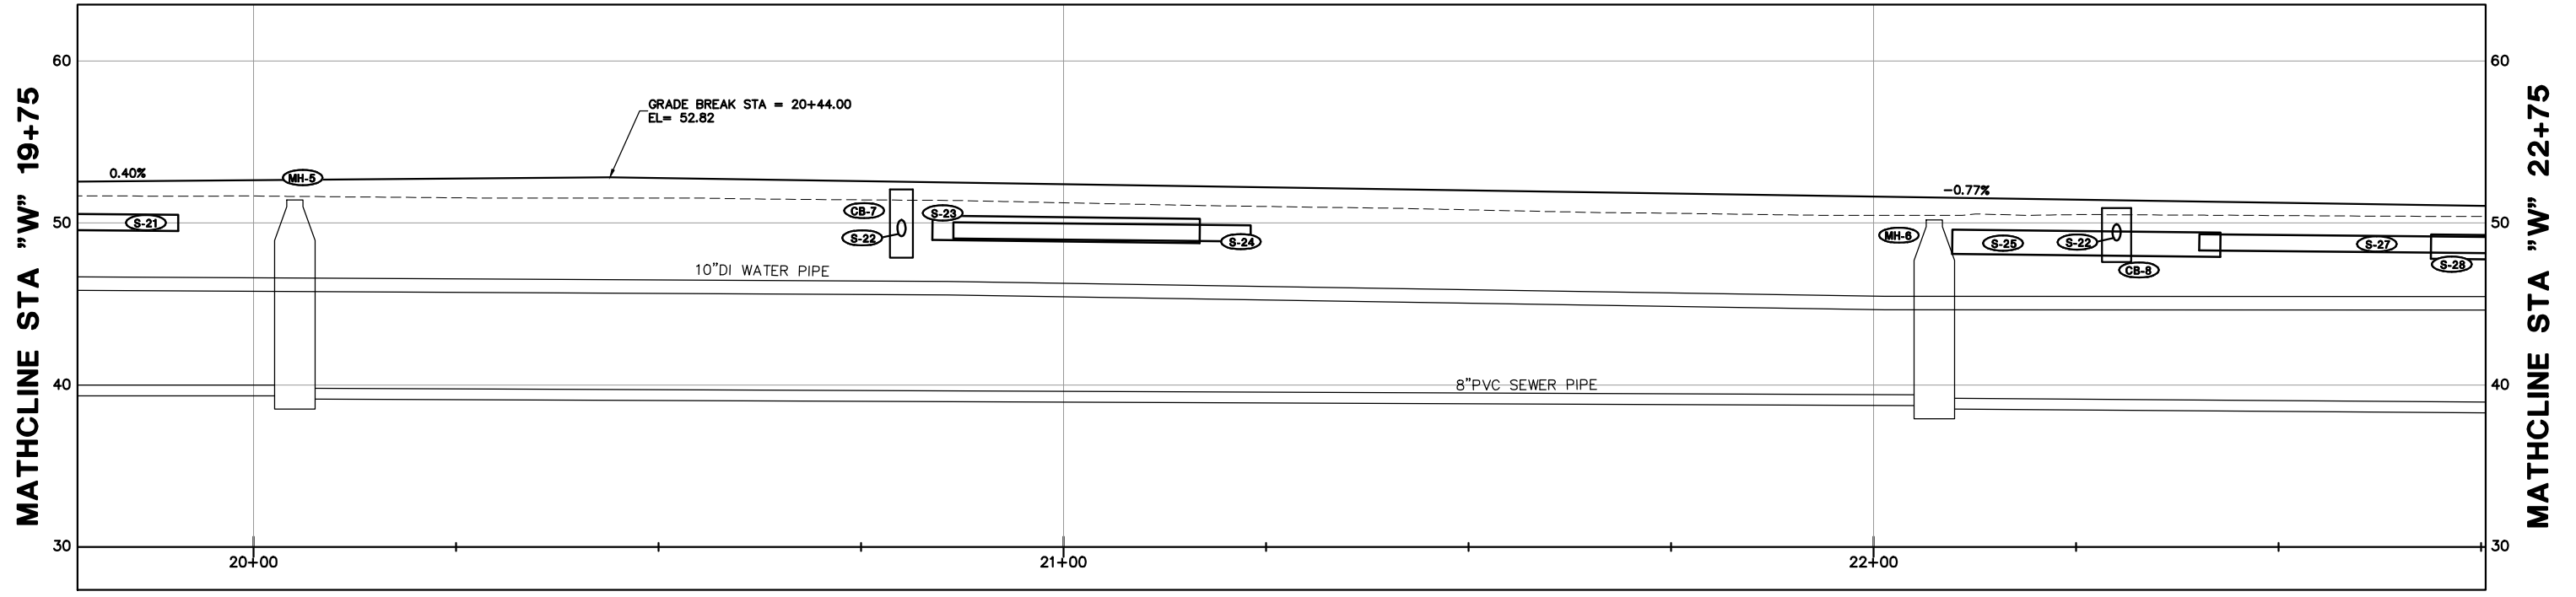 MATHCLINE STA "W" 19+75
MATHCLINE STA "W" 22+75
60
60
GRADE BREAK STA = 20+44.00
EL= 52.82
0.40%
MH-5
-0.77%
CB-7
S-23
50
S-21
50
S-22
S-24
MH-6
S-25
S-22
S-27
S-28
CB-8
10"DI WATER PIPE
40
8"PVC SEWER PIPE
40
30
30
20+00
21+00
22+00